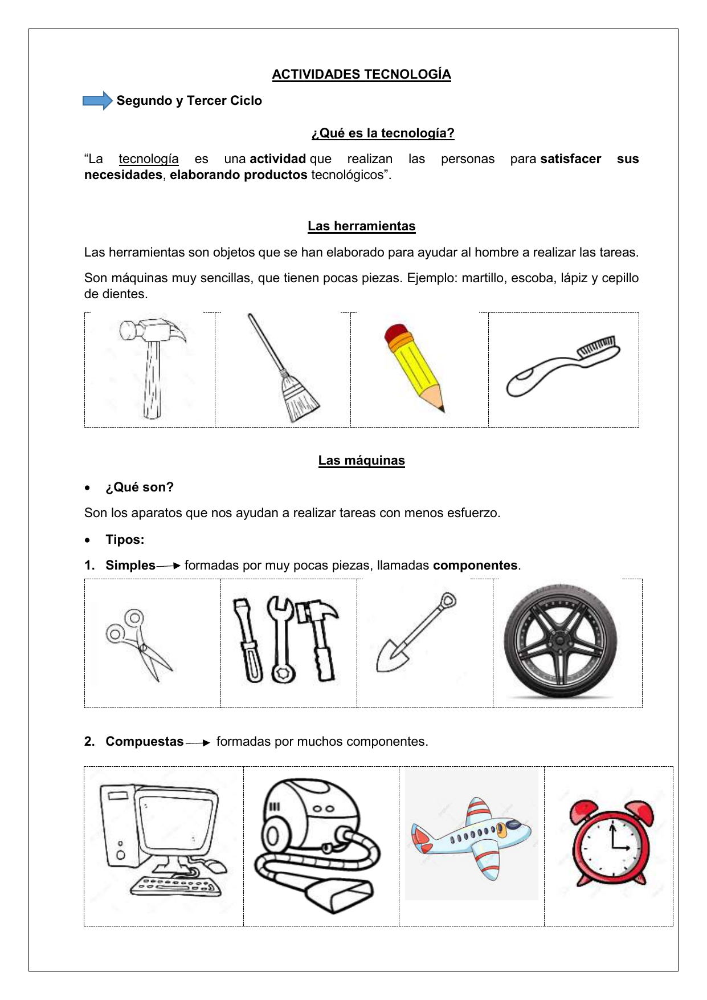 ACTIVIDADES TECNOLOGÍA
Segundo y Tercer Ciclo
¿Qué es la tecnología?
“La tecnología es una actividad que realizan las personas para satisfacer sus
necesidades, elaborando productos tecnológicos”.
Las herramientas
Las herramientas son objetos que se han elaborado para ayudar al hombre a realizar las tareas.
Son máquinas muy sencillas, que tienen pocas piezas. Ejemplo: martillo, escoba, lápiz y cepillo
de dientes.
Las máquinas
• ¿Qué son?
Son los aparatos que nos ayudan a realizar tareas con menos esfuerzo.
• Tipos:
1. Simples formadas por muy pocas piezas, llamadas componentes.
2. Compuestas formadas por muchos componentes.